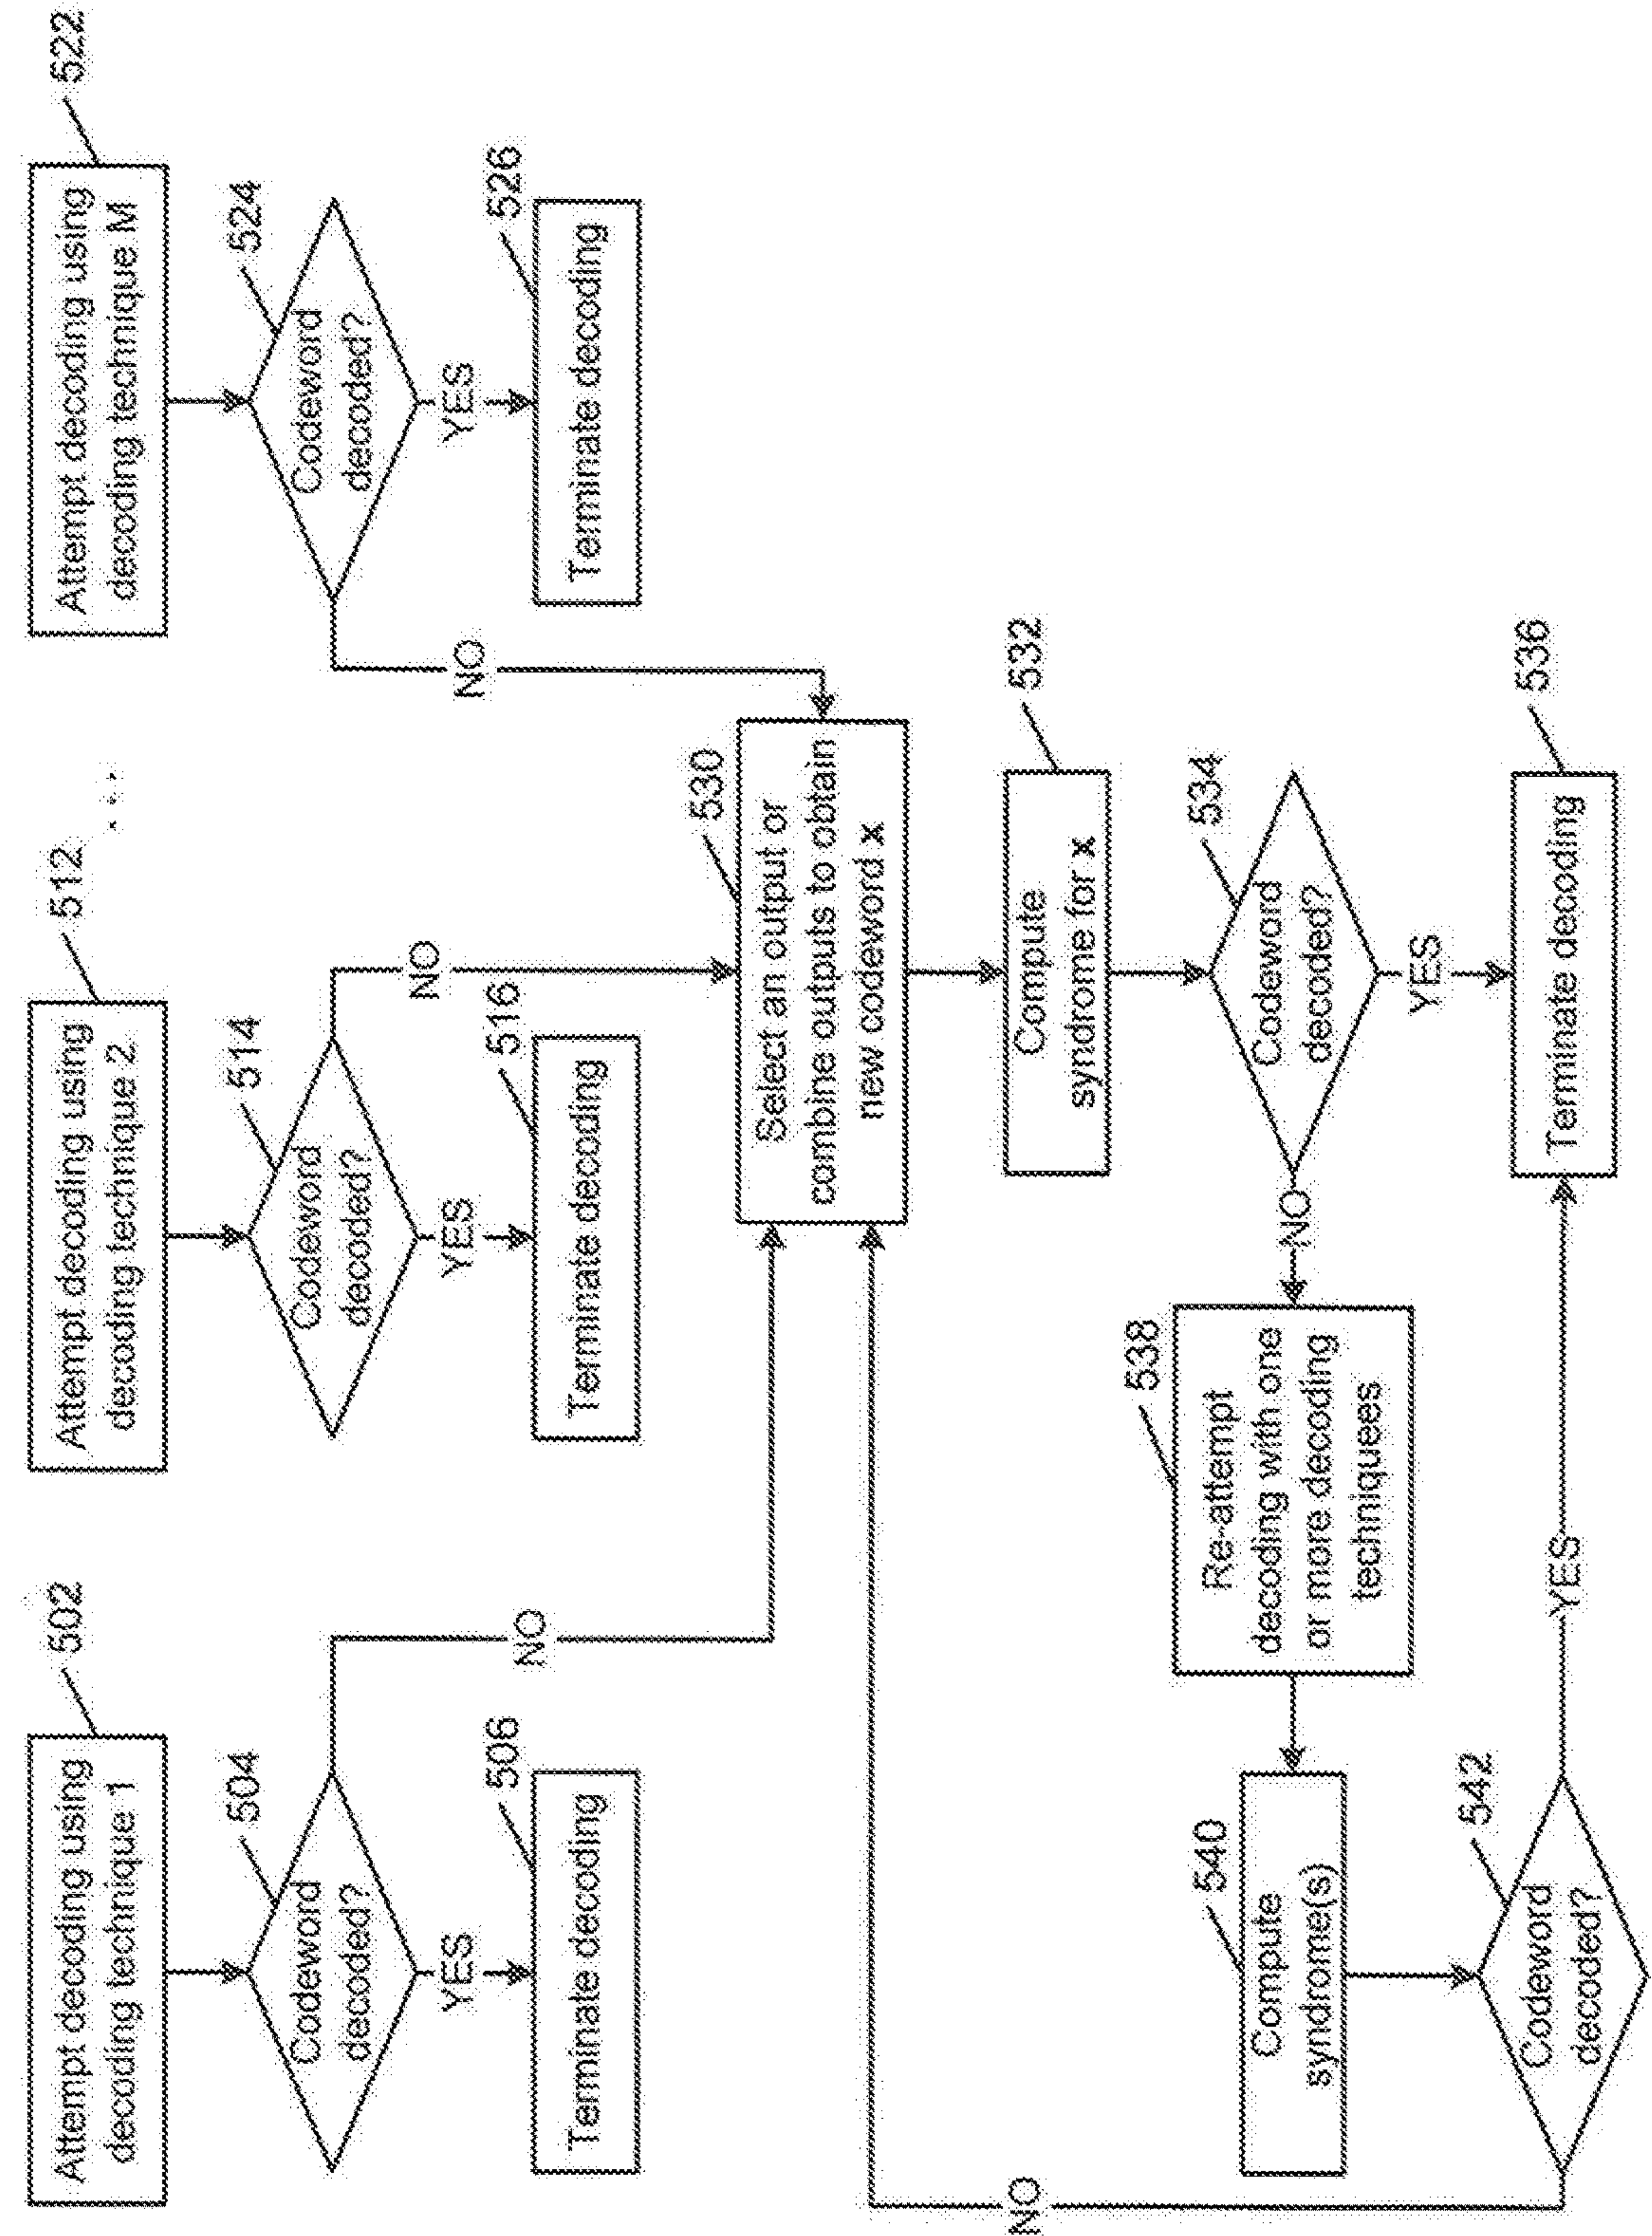 502
Attempt decoding using
decoding technique 1
504
Codeword
decoded?
NO
YES
506
Terminate decoding
512
Attempt decoding using
decoding technique 2
514
Codeword
decoded?
NO
YES
516
Terminate decoding
...
522
Attempt decoding using
decoding technique M
524
Codeword
decoded?
NO
YES
526
Terminate decoding
530
Select an output or
combine outputs to obtain
new codeword x
532
Compute
syndrome for x
534
Codeword
decoded?
NO
YES
536
Terminate decoding
538
Re-attempt
decoding with one
or more decoding
techniquees
540
Compute
syndrome(s)
542
Codeword
decoded?
YES
NO